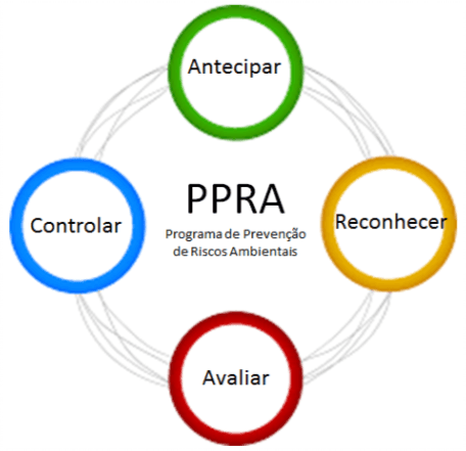 Antecipar
Controlar
PPRA
Programa de Prevenção
de Riscos Ambientais
Reconhecer
Avaliar